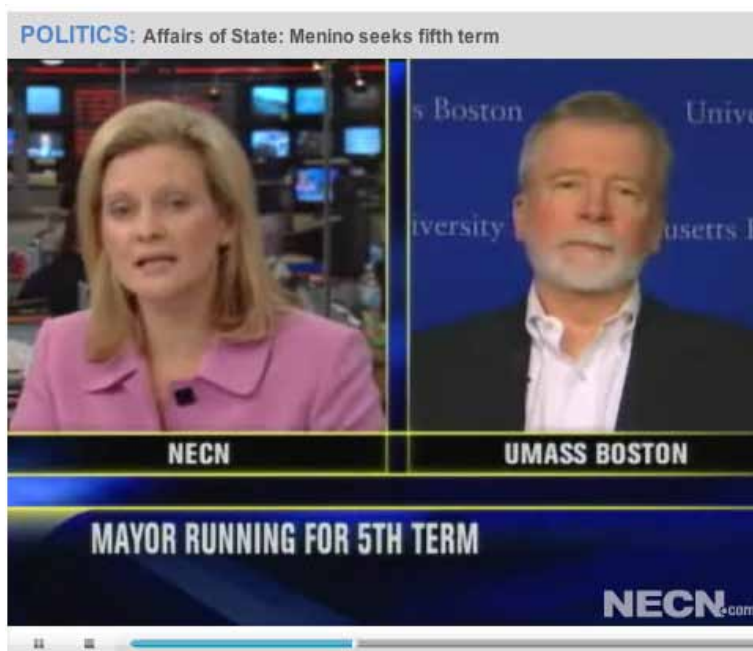 POLITICS: Affairs of State: Menino seeks fifth term
s Boston
Unive
iversity
usetts
NECN
UMASS BOSTON
MAYOR RUNNING FOR 5TH TERM
NECN.com